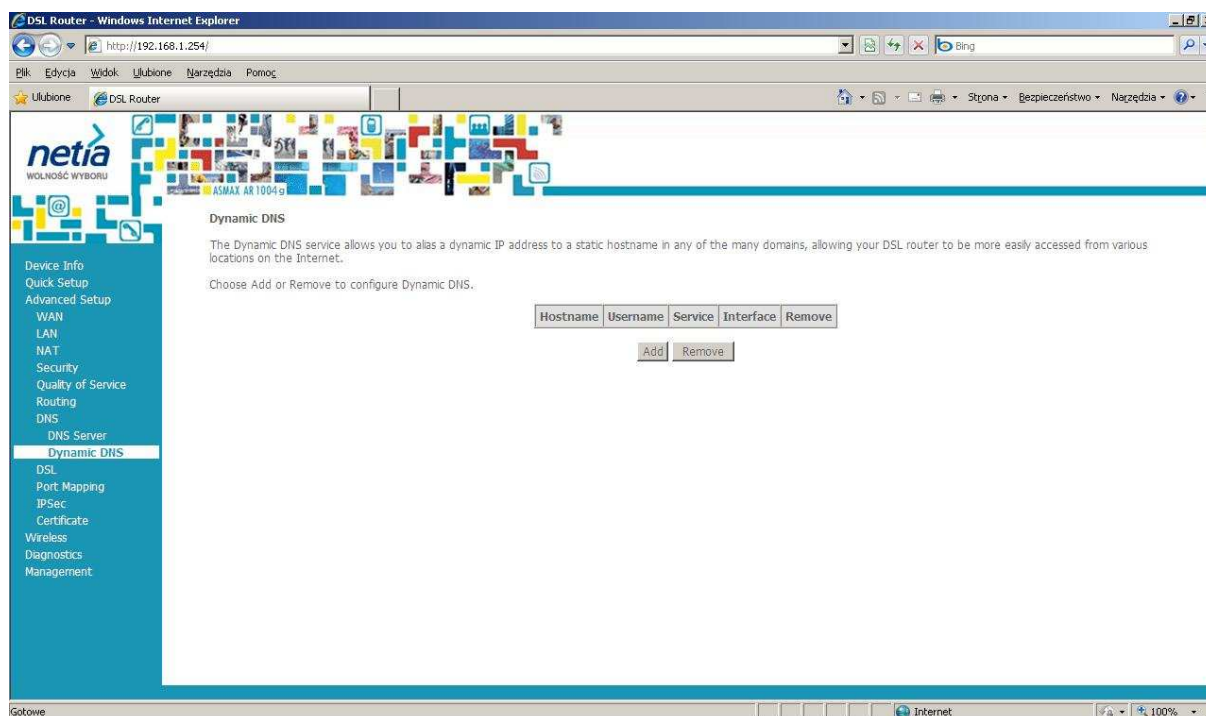 DSL Router - Windows Internet Explorer
http://192.168.1.254/
Bing
Plik Edycja Widok Ulubione Narzędzia Pomoc
Ulubione DSL Router Strona Bezpieczeństwo Narzędzia
netia
WOLNOŚĆ WYBORU
ASMAX AR 1004 g
Device Info
Quick Setup
Advanced Setup
WAN
LAN
NAT
Security
Quality of Service
Routing
DNS
DNS Server
Dynamic DNS
DSL
Port Mapping
IPSec
Certificate
Wireless
Diagnostics
Management
Dynamic DNS
The Dynamic DNS service allows you to alias a dynamic IP address to a static hostname in any of the many domains, allowing your DSL router to be more easily accessed from various
locations on the Internet.
Choose Add or Remove to configure Dynamic DNS.
Hostname Username Service Interface Remove
Add Remove
Gotowe Internet 100%